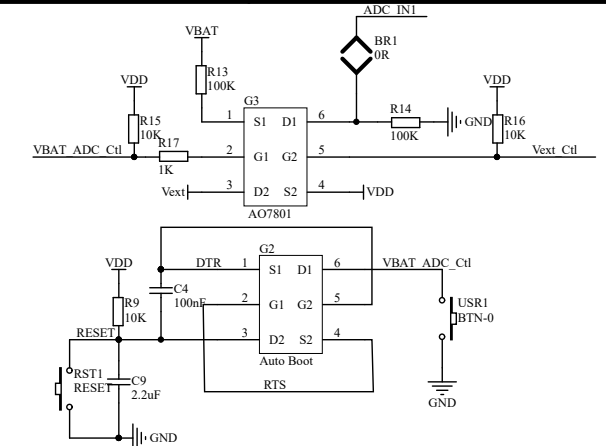 ADC_IN1
VBAT
BR1
0R
R13
100K
VDD
VDD
G3
R15
10K
R14
R16
10K
1 S1 D1 6
GND
100K
R17
VBAT_ADC_Ctl
2 G1 G2 5
Vext_Ctl
1K
Vext
3 D2 S2 4
VDD
AO7801
G2
VDD
DTR
1 S1 D1 6
VBAT_ADC_Ctl
C4
100nF
2 G1 G2 5
R9
10K
USR1
BTN-0
RESET
3 D2 S2 4
Auto Boot
RST1
RESET
C9
2.2uF
RTS
GND
GND